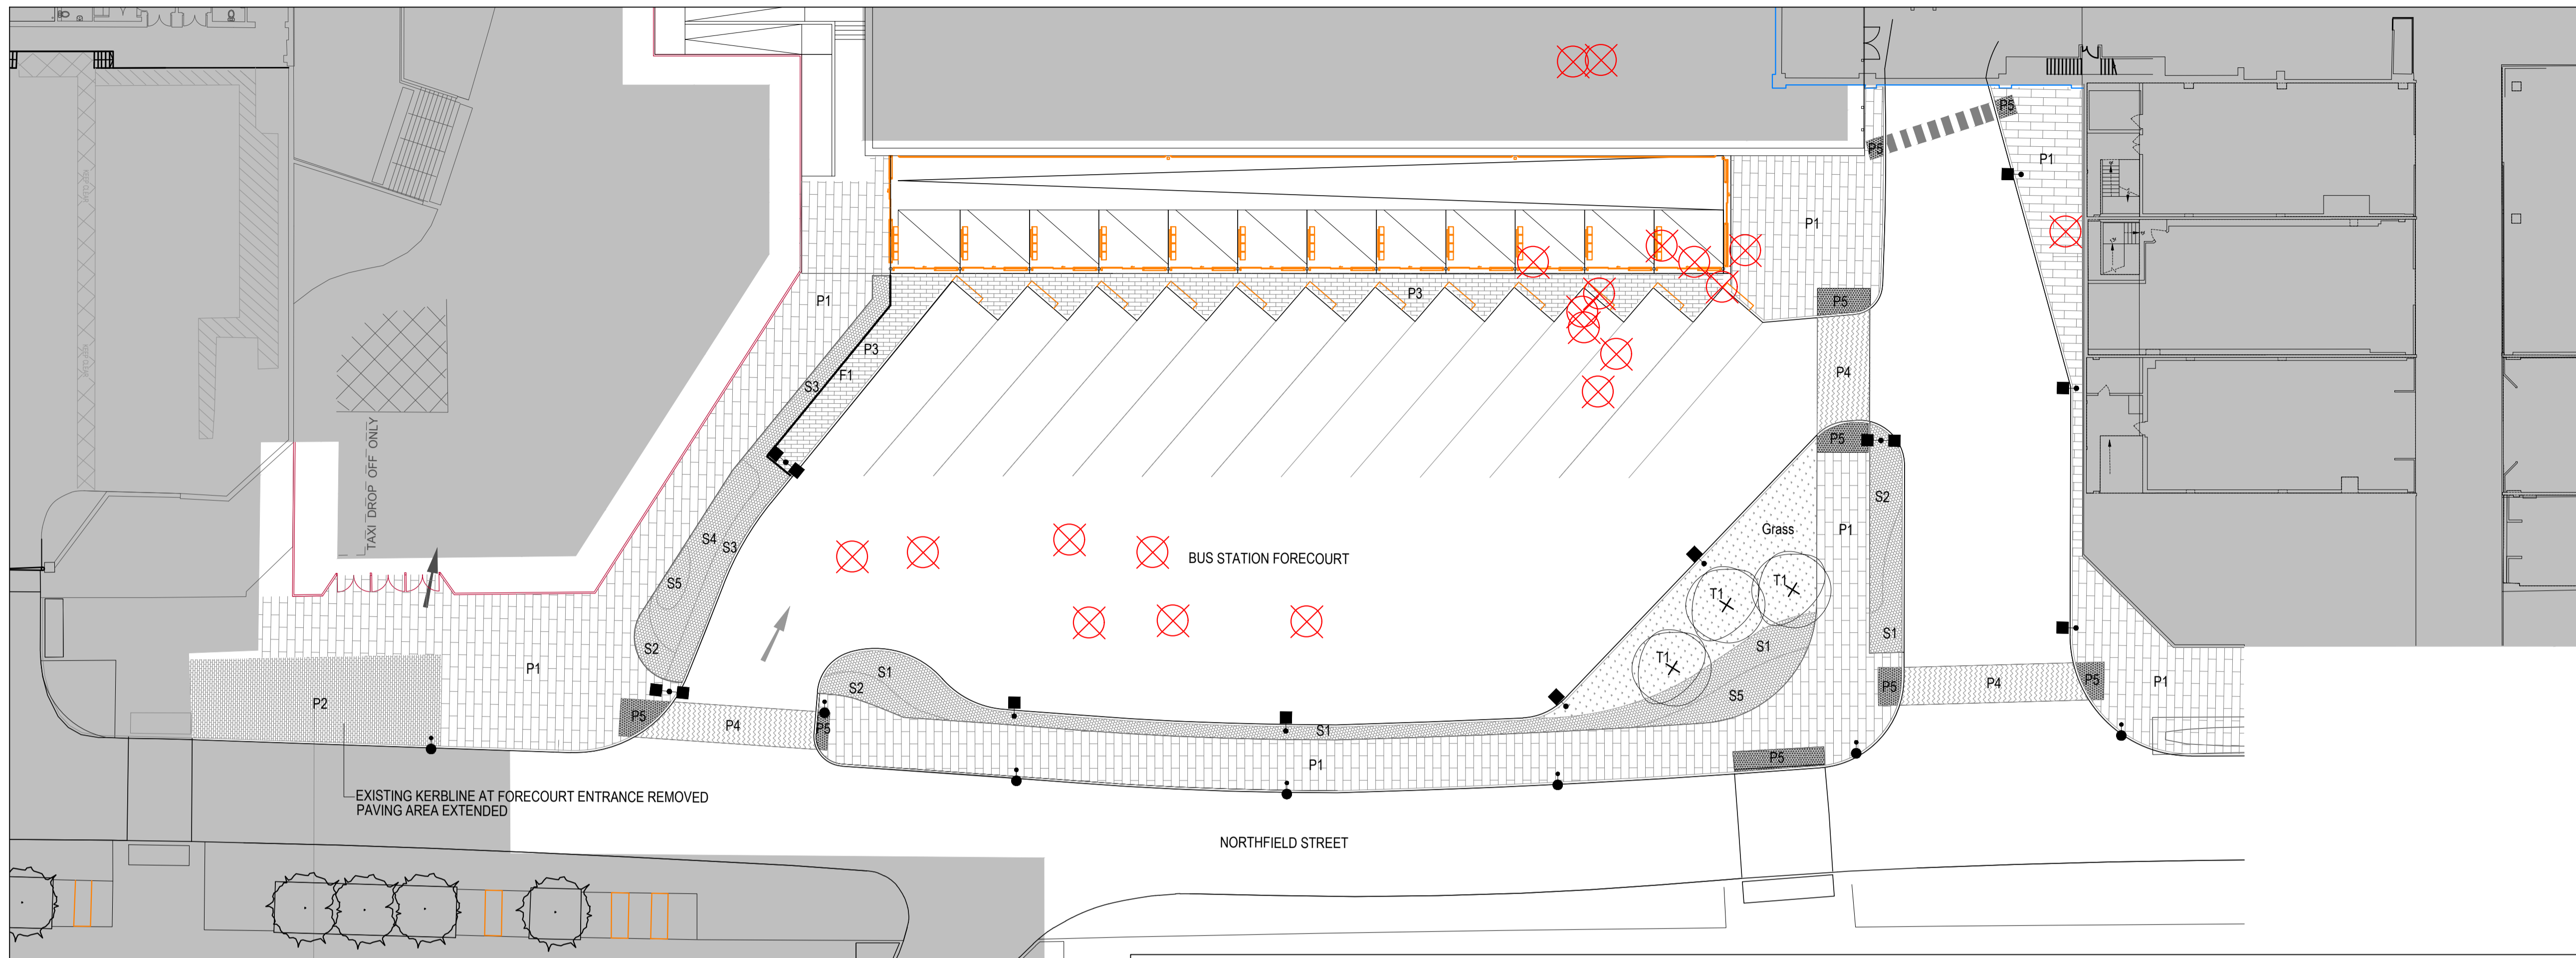 P5
P5
P1
P1
P3
P5
P1
P3
F1
S3
P4
TAXI DROP OFF ONLY
P5
S2
Grass
P1
S4
S3
BUS STATION FORECOURT
S5
T1
T1
S2
S1
S1
T1
P1
S1
S2
S5
P5
P4
P5
P1
P2
P5
P4
P5
S1
P1
P5
EXISTING KERBLINE AT FORECOURT ENTRANCE REMOVED
PAVING AREA EXTENDED
NORTHFIELD STREET